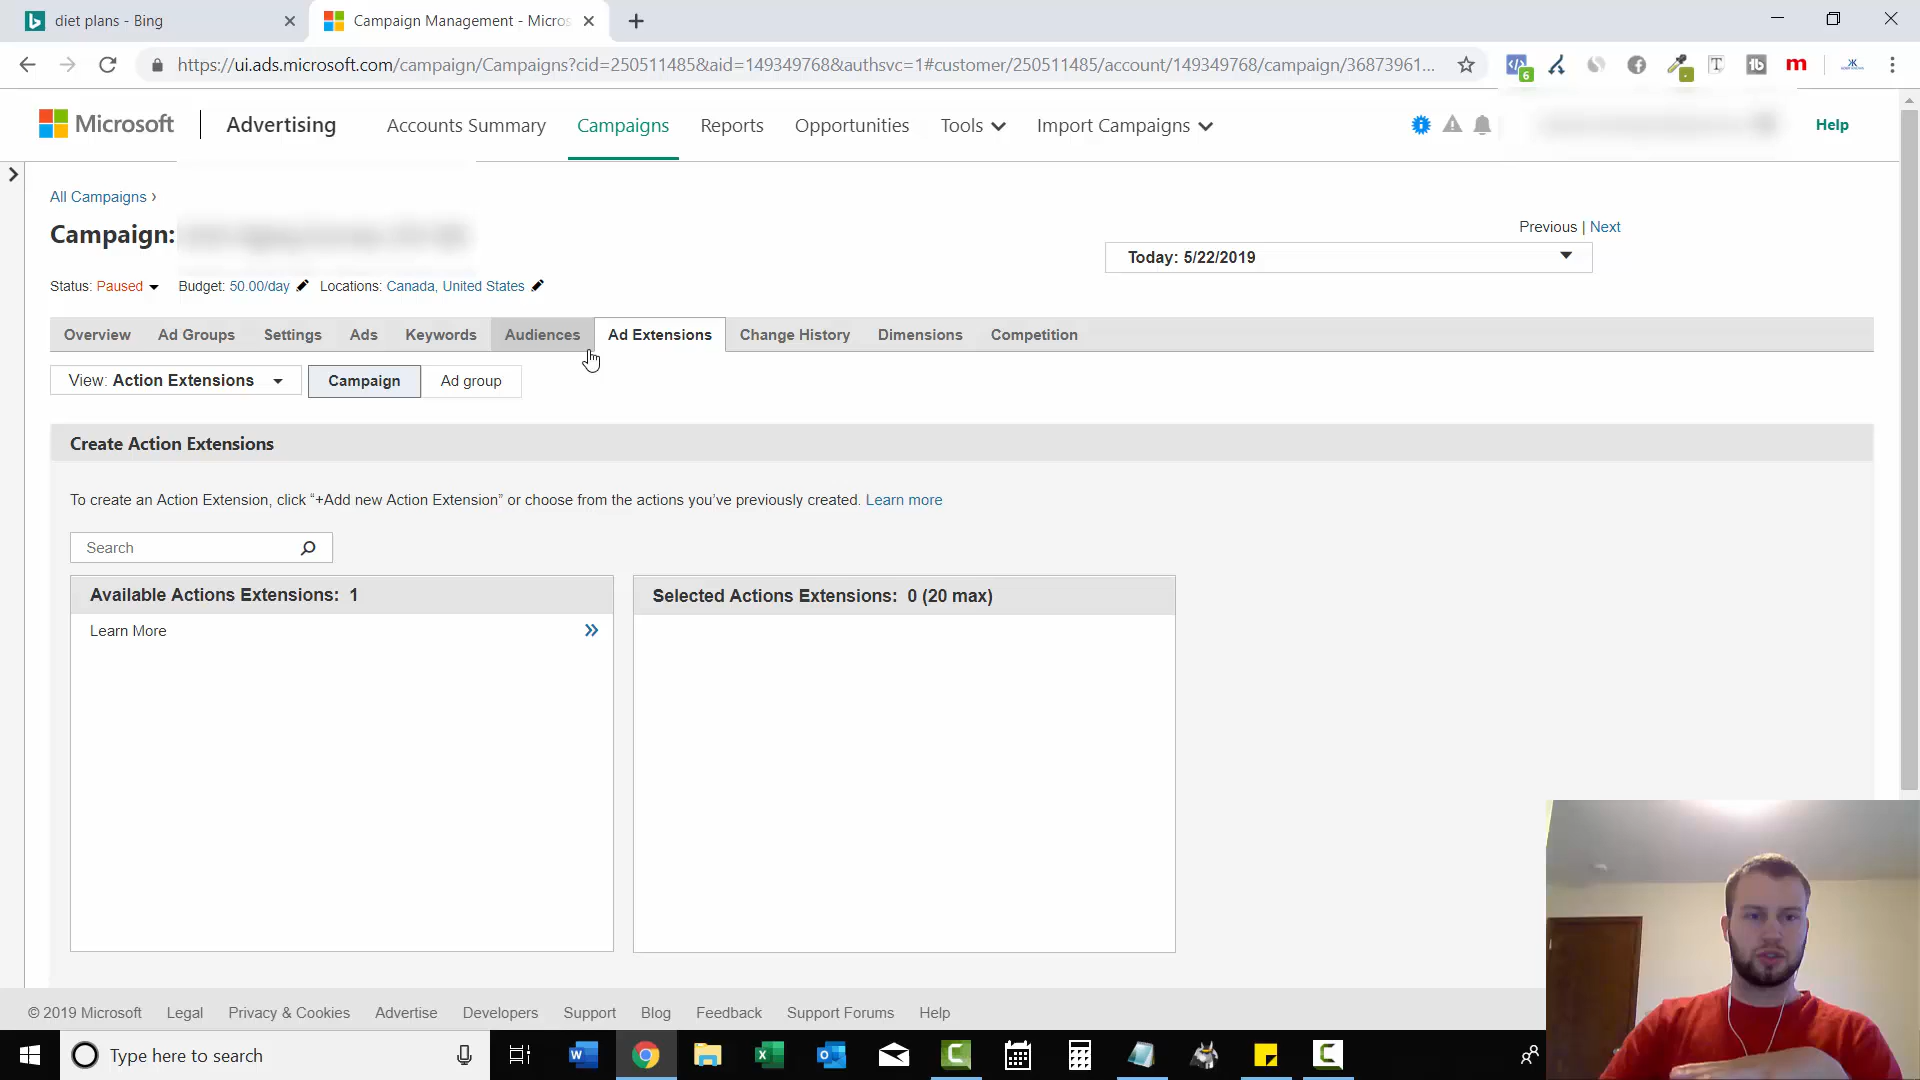 diet plans - Bing
Campaign Management - Micros
https://ui.ads.microsoft.com/campaign/Campaigns?cid=250511485&aid=149349768&authsvc=1#customer/250511485/account/149349768/campaign/36873961...
6
T
m
Microsoft
Advertising
Accounts Summary
Campaigns
Reports
Opportunities
Tools
Import Campaigns
Help
All Campaigns ›
Campaign:
Previous | Next
Today: 5/22/2019
Status: Paused
Budget: 50.00/day
Locations: Canada, United States
Overview
Ad Groups
Settings
Ads
Keywords
Audiences
Ad Extensions
Change History
Dimensions
Competition
View: Action Extensions
Campaign
Ad group
Create Action Extensions
To create an Action Extension, click “+Add new Action Extension” or choose from the actions you’ve previously created. Learn more
Search
Available Actions Extensions: 1
Selected Actions Extensions: 0 (20 max)
Learn More
© 2019 Microsoft
Legal
Privacy & Cookies
Advertise
Developers
Support
Blog
Feedback
Support Forums
Help
Type here to search